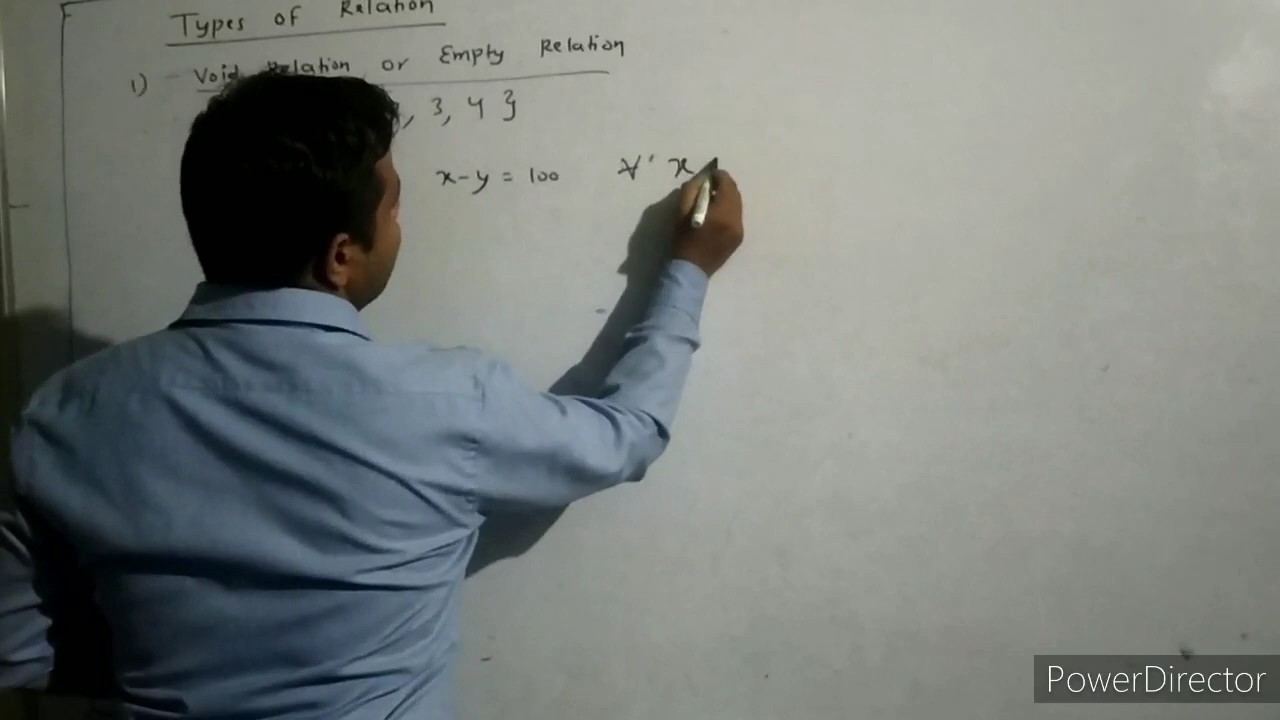 Types of Relation
1) Void Relation or Empty Relation
, 3, 4 }
x-y = 100 ∀ x
PowerDirector